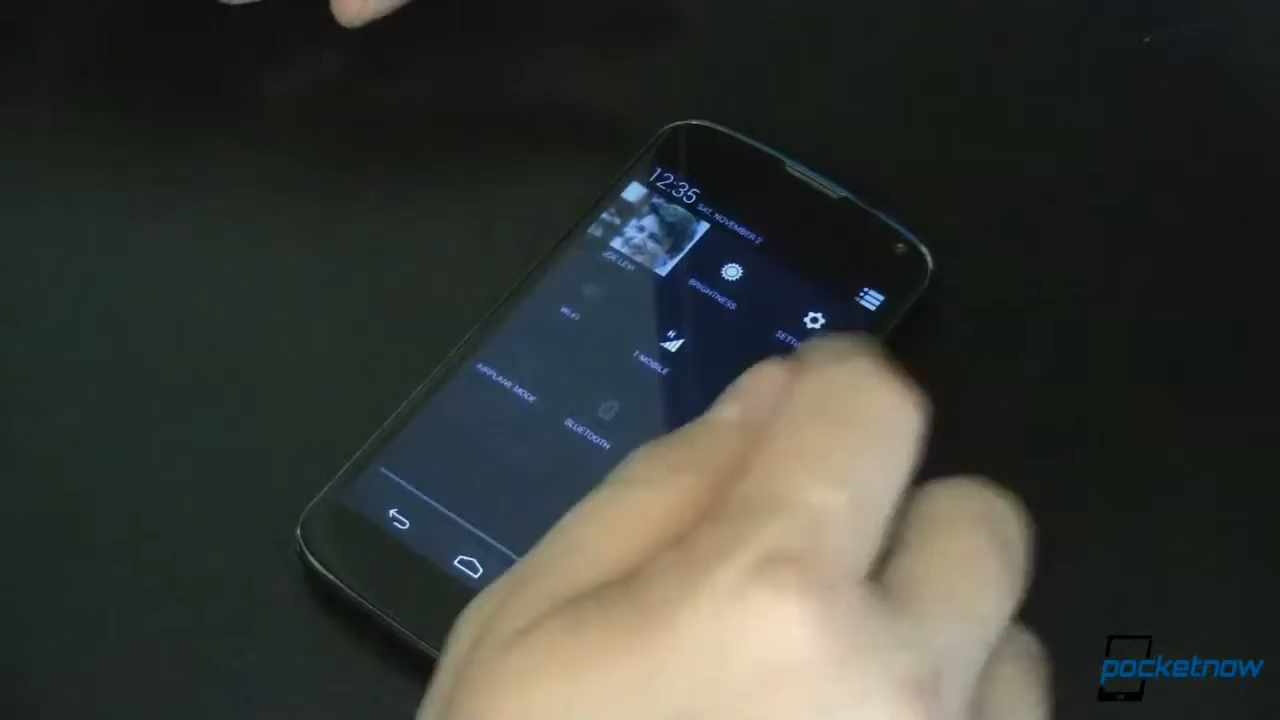 12:35 SAT, NOVEMBER 2
JOE LEVI
BRIGHTNESS
WI-FI
H
T-MOBILE
AIRPLANE MODE
BLUETOOTH
pocketnow